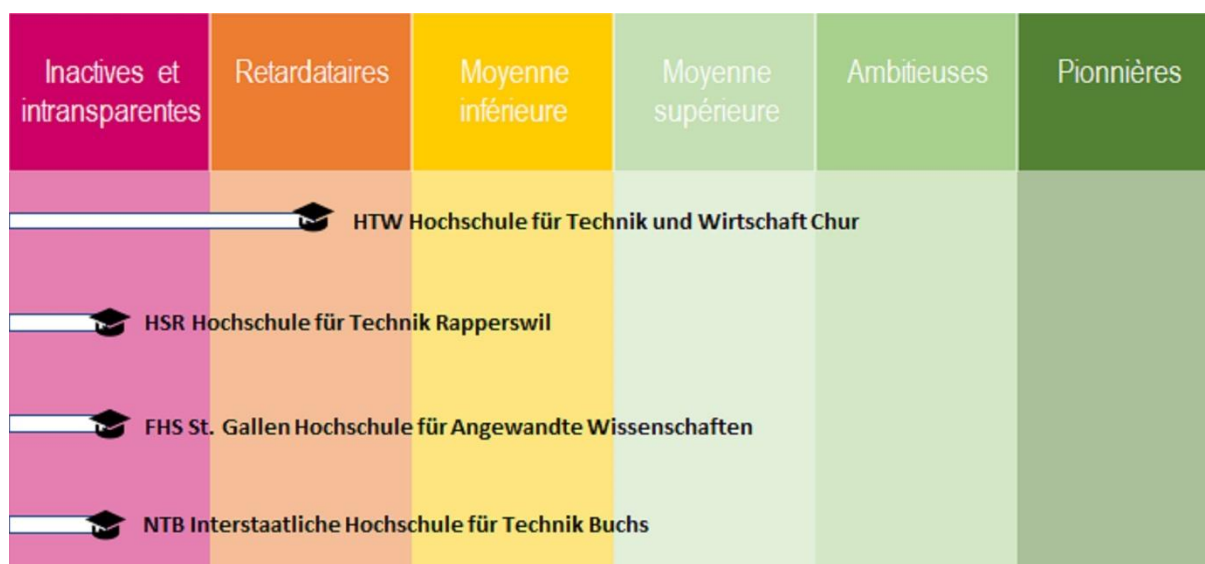 Inactives et
intransparentes
Retardataires
Moyenne
inférieure
Moyenne
supérieure
Ambitieuses
Pionnières
HTW Hochschule für Technik und Wirtschaft Chur
HSR Hochschule für Technik Rapperswil
FHS St. Gallen Hochschule für Angewandte Wissenschaften
NTB Interstaatliche Hochschule für Technik Buchs